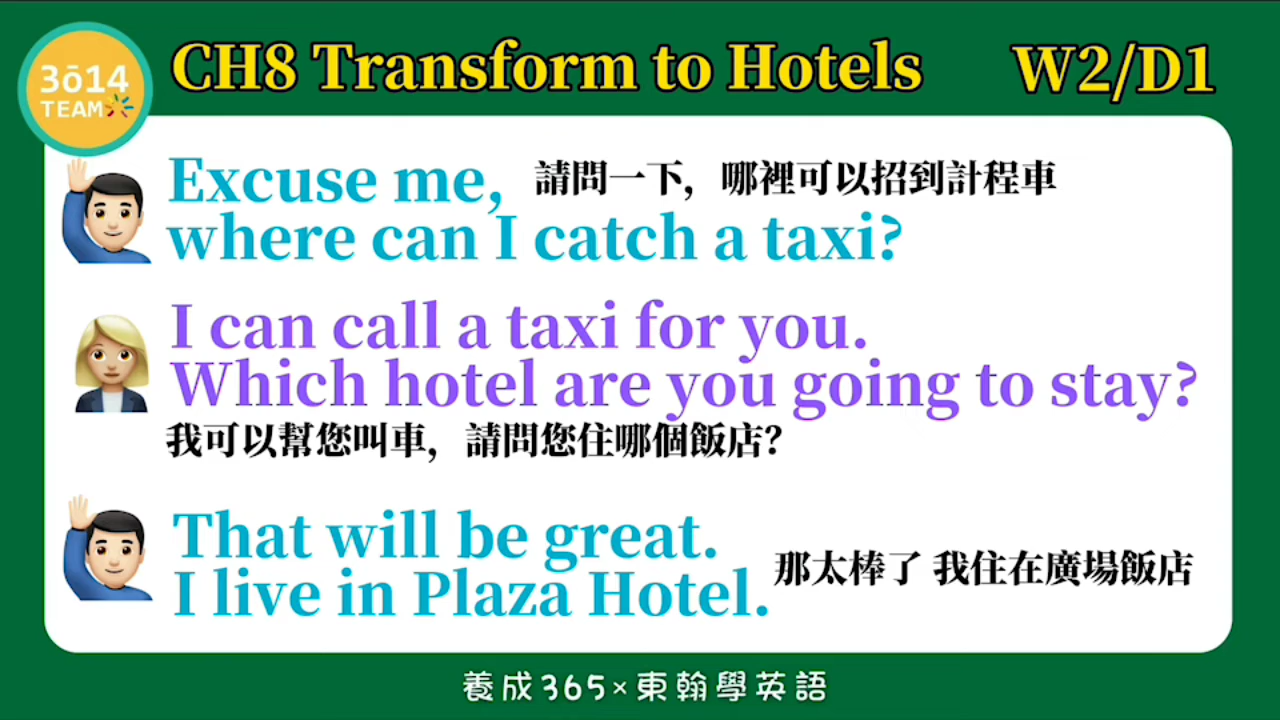 3ō14
TEAM
CH8 Transform to Hotels
W2/D1
Excuse me,
請問一下，哪裡可以招到計程車
where can I catch a taxi?
I can call a taxi for you.
Which hotel are you going to stay?
我可以幫您叫車，請問您住哪個飯店？
That will be great.
I live in Plaza Hotel.
那太棒了 我住在廣場飯店
養成365×東翰學英語